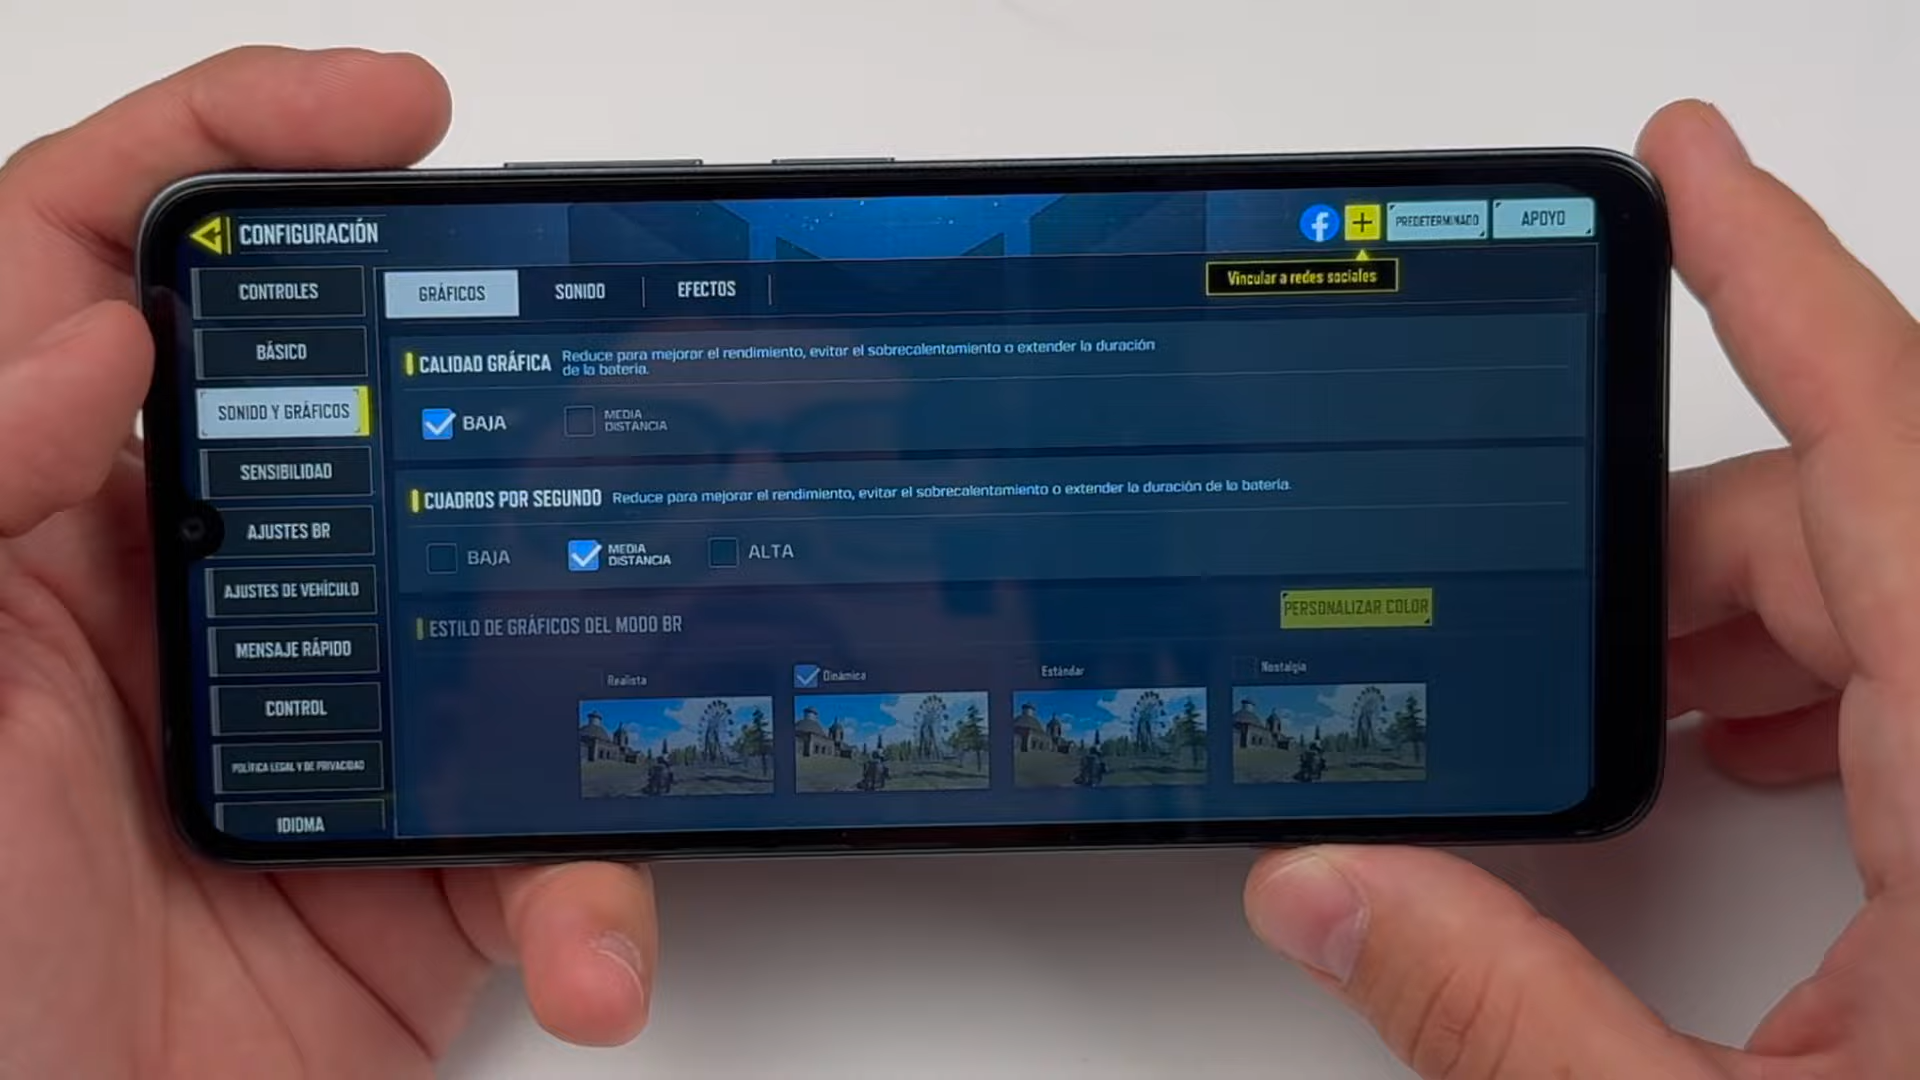 CONFIGURACIÓN
PREDETERMINADO
APOYO
Vincular a redes sociales
CONTROLES
BÁSICO
SONIDO Y GRÁFICOS
SENSIBILIDAD
AJUSTES BR
AJUSTES DE VEHÍCULO
MENSAJE RÁPIDO
CONTROL
POLÍTICA LEGAL Y DE PRIVACIDAD
IDIOMA
GRÁFICOS
SONIDO
EFECTOS
CALIDAD GRÁFICA
Reduce para mejorar el rendimiento, evitar el sobrecalentamiento o extender la duración
de la batería.
BAJA
MEDIA
DISTANCIA
CUADROS POR SEGUNDO
Reduce para mejorar el rendimiento, evitar el sobrecalentamiento o extender la duración de la batería.
BAJA
MEDIA
DISTANCIA
ALTA
ESTILO DE GRÁFICOS DEL MODO BR
PERSONALIZAR COLOR
Realista
Dinámica
Estándar
Nostalgia